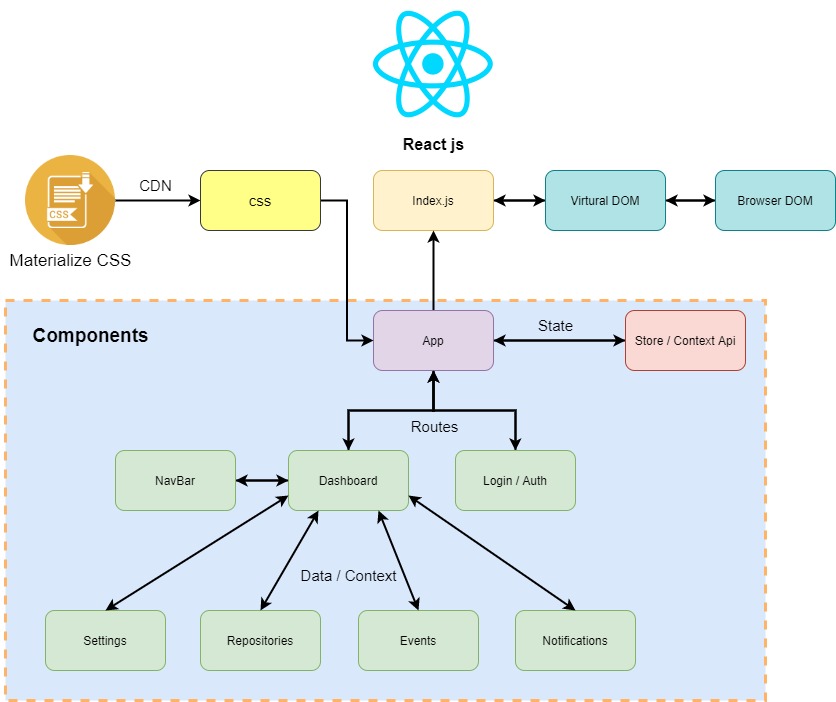 React js
CDN
CSS
Index.js
Virtural DOM
Browser DOM
CSS
Materialize CSS
Components
App
State
Store / Context Api
Routes
NavBar
Dashboard
Login / Auth
Data / Context
Settings
Repositories
Events
Notifications